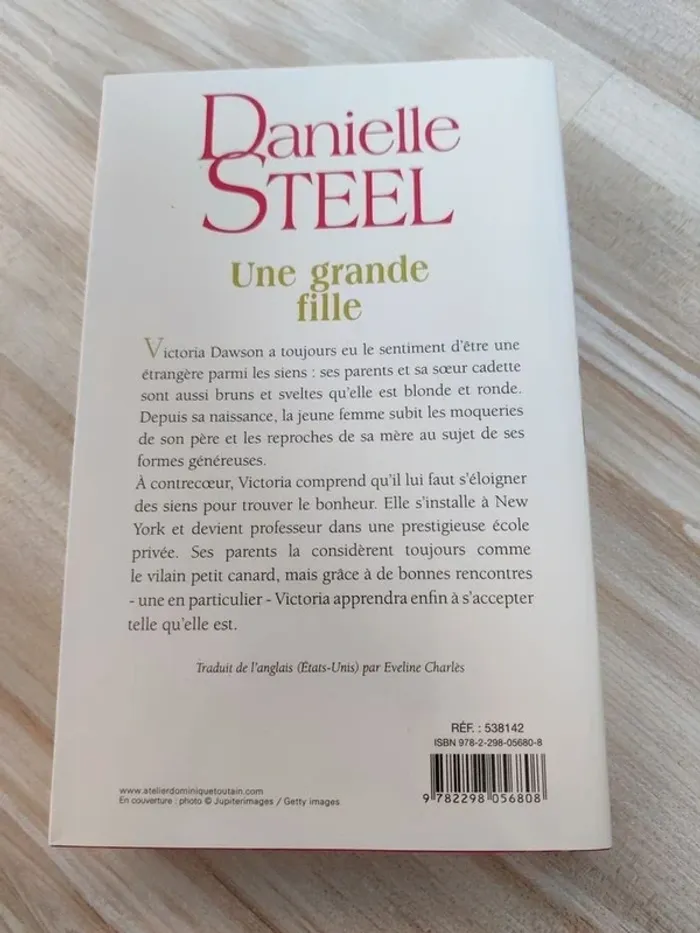 Danielle
STEEL
Une grande
fille
Victoria Dawson a toujours eu le sentiment d'être une
étrangère parmi les siens : ses parents et sa sœur cadette
sont aussi bruns et sveltes qu'elle est blonde et ronde.
Depuis sa naissance, la jeune femme subit les moqueries
de son père et les reproches de sa mère au sujet de ses
formes généreuses.
À contrecœur, Victoria comprend qu'il lui faut s'éloigner
des siens pour trouver le bonheur. Elle s'installe à New
York et devient professeur dans une prestigieuse école
privée. Ses parents la considèrent toujours comme
le vilain petit canard, mais grâce à de bonnes rencontres
- une en particulier - Victoria apprendra enfin à s'accepter
telle qu'elle est.
Traduit de l'anglais (États-Unis) par Eveline Charlès
RÉF. : 538142
ISBN 978-2-298-05680-8
9 782298 056808
www.atelierdominiquetoutain.com
En couverture : photo © Jupiterimages / Getty images